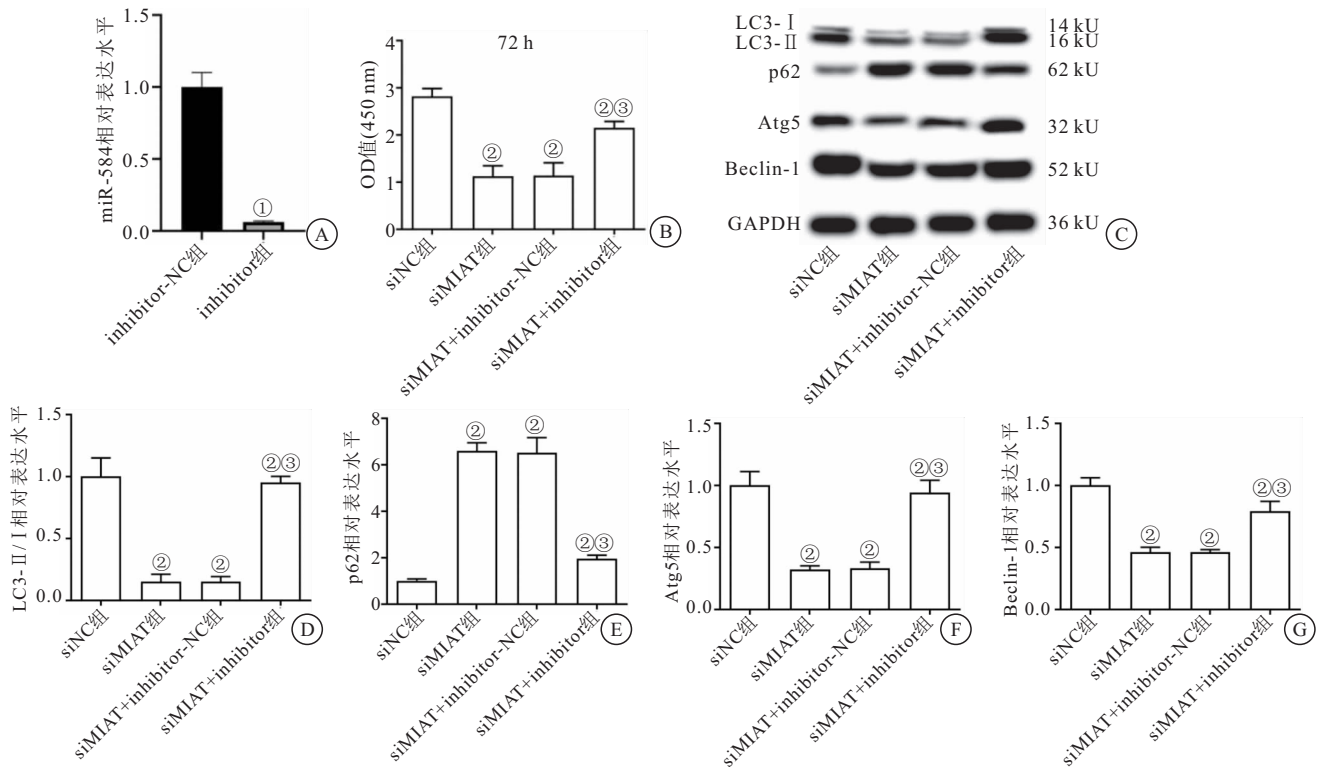 miR-584相对表达水平
1.5
1.0
0.5
0.0
①
inhibitor-NC组
inhibitor组
A
72 h
OD值(450 nm)
4
3
2
1
0
②
②
②③
siNC组
siMIAT组
siMIAT+inhibitor-NC组
siMIAT+inhibitor组
B
LC3-Ⅰ 14 kU
LC3-Ⅱ 16 kU
p62 62 kU
Atg5 32 kU
Beclin-1 52 kU
GAPDH 36 kU
siNC组
siMIAT组
siMIAT+inhibitor-NC组
siMIAT+inhibitor组
C
LC3-Ⅱ/Ⅰ相对表达水平
1.5
1.0
0.5
0.0
②
②
②③
siNC组
siMIAT组
siMIAT+inhibitor-NC组
siMIAT+inhibitor组
D
p62相对表达水平
8
6
4
2
0
②
②
②③
siNC组
siMIAT组
siMIAT+inhibitor-NC组
siMIAT+inhibitor组
E
Atg5相对表达水平
1.5
1.0
0.5
0.0
②
②
②③
siNC组
siMIAT组
siMIAT+inhibitor-NC组
siMIAT+inhibitor组
F
Beclin-1相对表达水平
1.5
1.0
0.5
0.0
②
②
②③
siNC组
siMIAT组
siMIAT+inhibitor-NC组
siMIAT+inhibitor组
G